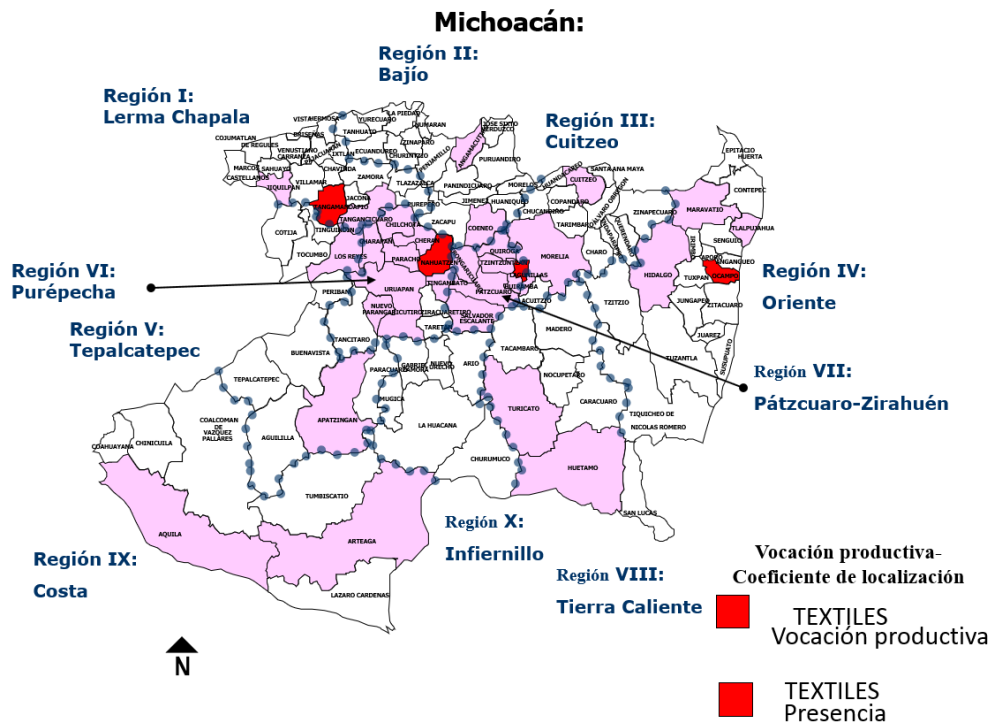 Michoacán:
Región II:
Bajío
Región I:
Lerma Chapala
Región III:
Cuitzeo
Región VI:
Purépecha
Región IV:
Oriente
Región V:
Tepalcatepec
Región VII:
Pátzcuaro-Zirahuén
Región X:
Infiernillo
Región IX:
Costa
Región VIII:
Tierra Caliente
Vocación productiva-
Coeficiente de localización
TEXTILES
Vocación productiva
TEXTILES
Presencia
N
LA PIEDAD
YURECUARO
TANHUATO
ECUANDUREO
CHURINTZIO
PENJAMILLO
PURUANDIRO
COJUMATLAN
DE REGULES
VENUSTIANO
CARRANZA
IXTLAN
CHAVINDA
ZAMORA
SAHUAYO
VILLAMAR
MARCOS
CASTELLANOS
JIQUILPAN
JACONA
TLAZAZALCA
PANINDICUARO
MORELOS
CUITZEO
SANTA ANA MAYA
EPITACIO
HUERTA
CONTEPEC
MARAVATIO
TLALPUJAHUA
SENGUIO
PUREPERO
JIMENEZ
HUANIQUEO
COPANDARO
CHUCANDIRO
TARIMBARO
ALVARO OBREGON
QUERENDARO
ZINAPECUARO
TANGANCICUARO
TINGUINDIN
COTIJA
TOCUMBO
LOS REYES
CHILCHOTA
CHARAPAN
CHERAN
PARACHO
NAHUATZEN
ZACAPU
COENEO
QUIROGA
TZINTZUNTZAN
MORELIA
CHARO
HIDALGO
IRIMBO
TUXPAN
OCAMPO
ZITACUARO
JUNGAPEO
JUAREZ
SUSUPUATO
TUZANTLA
TZITZIO
PERIBAN
URUAPAN
TINGAMBATO
PATZCUARO
NUEVO
PARANGARICUTIRO
ZIRACUARETIRO
SALVADOR
ESCALANTE
TARETAN
TANCITARO
BUENAVISTA
TEPALCATEPEC
MADERO
TACAMBARO
ARIO
NOCUPETARO
CARACUARO
TIQUICHEO DE
NICOLAS ROMERO
TURICATO
MUGICA
LA HUACANA
APATZINGAN
AGUILILLA
COALCOMAN
DE
VAZQUEZ
PALLARES
CHINICUILA
COAHUAYANA
CHURUMUCO
HUETAMO
SAN LUCAS
TUMBISCATIO
AQUILA
ARTEAGA
LAZARO CARDENAS